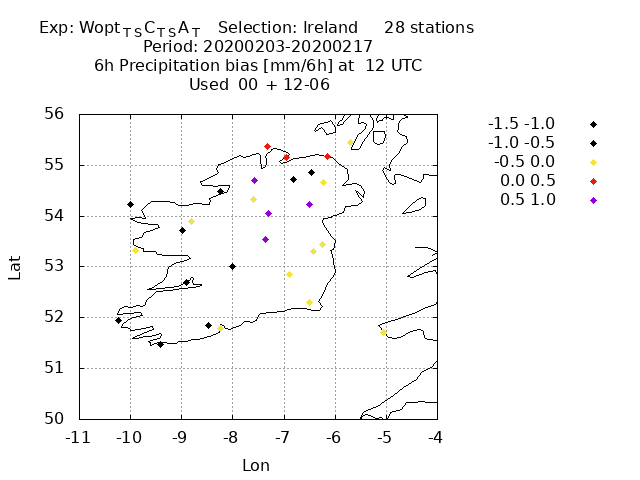 Exp: Wopt_TS C_TS A_T Selection: Ireland 28 stations
Period: 20200203-20200217
6h Precipitation bias [mm/6h] at 12 UTC
Used 00 + 12-06
56
55
54
53
52
51
50
-11 -10 -9 -8 -7 -6 -5 -4
Lat
Lon
-1.5 -1.0
-1.0 -0.5
-0.5 0.0
0.0 0.5
0.5 1.0